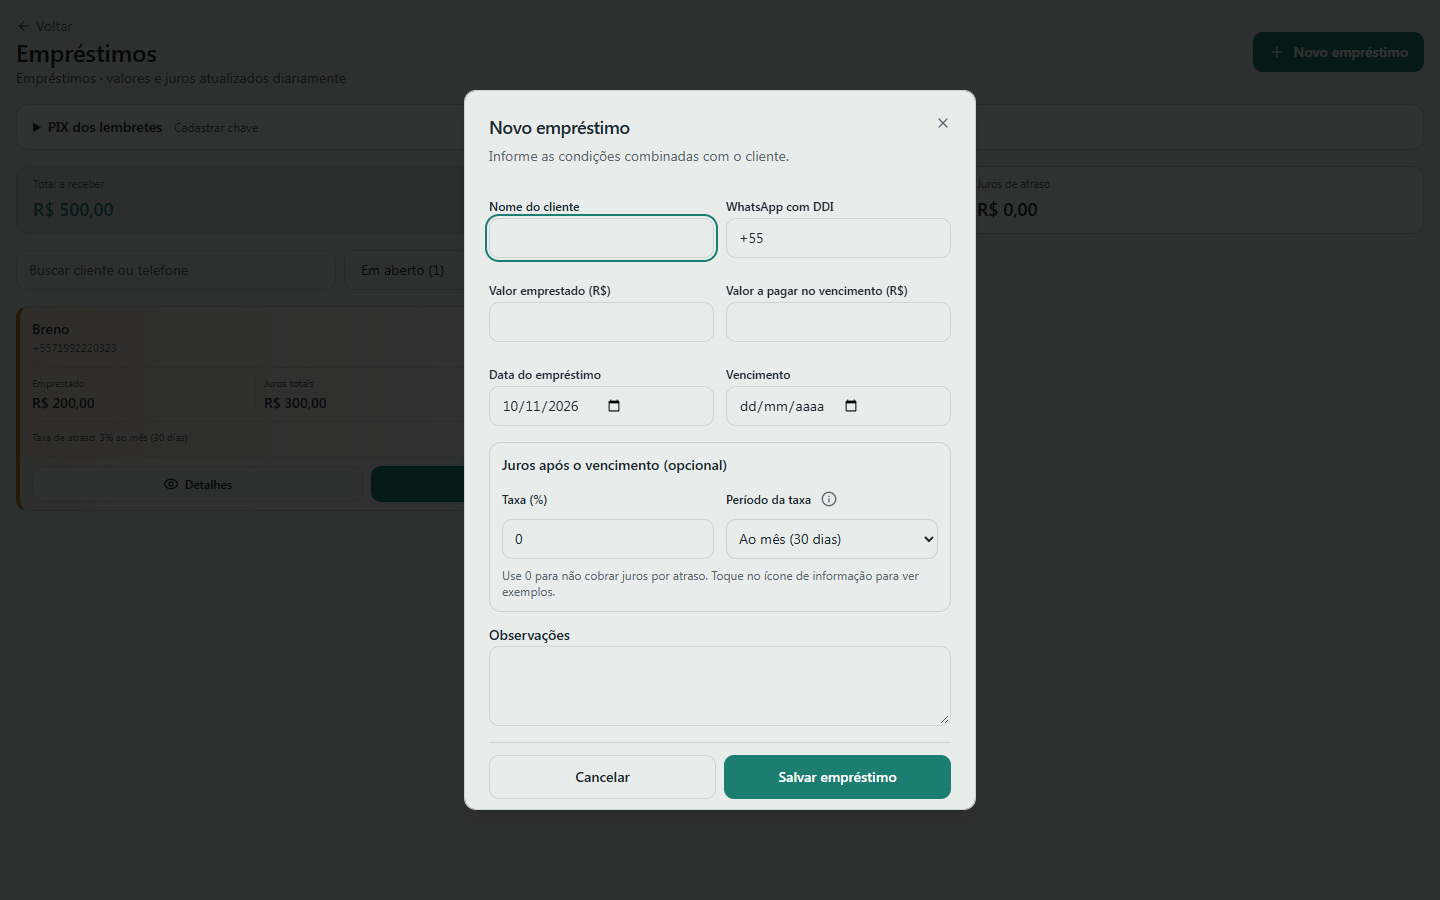 Voltar
Empréstimos
Empréstimos · valores e juros atualizados diariamente
Novo empréstimo
PIX dos lembretes Cadastrar chave
Total a receber
R$ 500,00
Juros de atraso
R$ 0,00
Buscar cliente ou telefone
Em aberto (1)
Breno
+5571992220323
Emprestado
R$ 200,00
Juros totais
R$ 300,00
Taxa de atraso: 3% ao mês (30 dias)
Detalhes
Novo empréstimo
Informe as condições combinadas com o cliente.
Nome do cliente
WhatsApp com DDI
+55
Valor emprestado (R$)
Valor a pagar no vencimento (R$)
Data do empréstimo
10/11/2026
Vencimento
dd/mm/aaaa
Juros após o vencimento (opcional)
Taxa (%)
0
Período da taxa
Ao mês (30 dias)
Use 0 para não cobrar juros por atraso. Toque no ícone de informação para ver
exemplos.
Observações
Cancelar
Salvar empréstimo